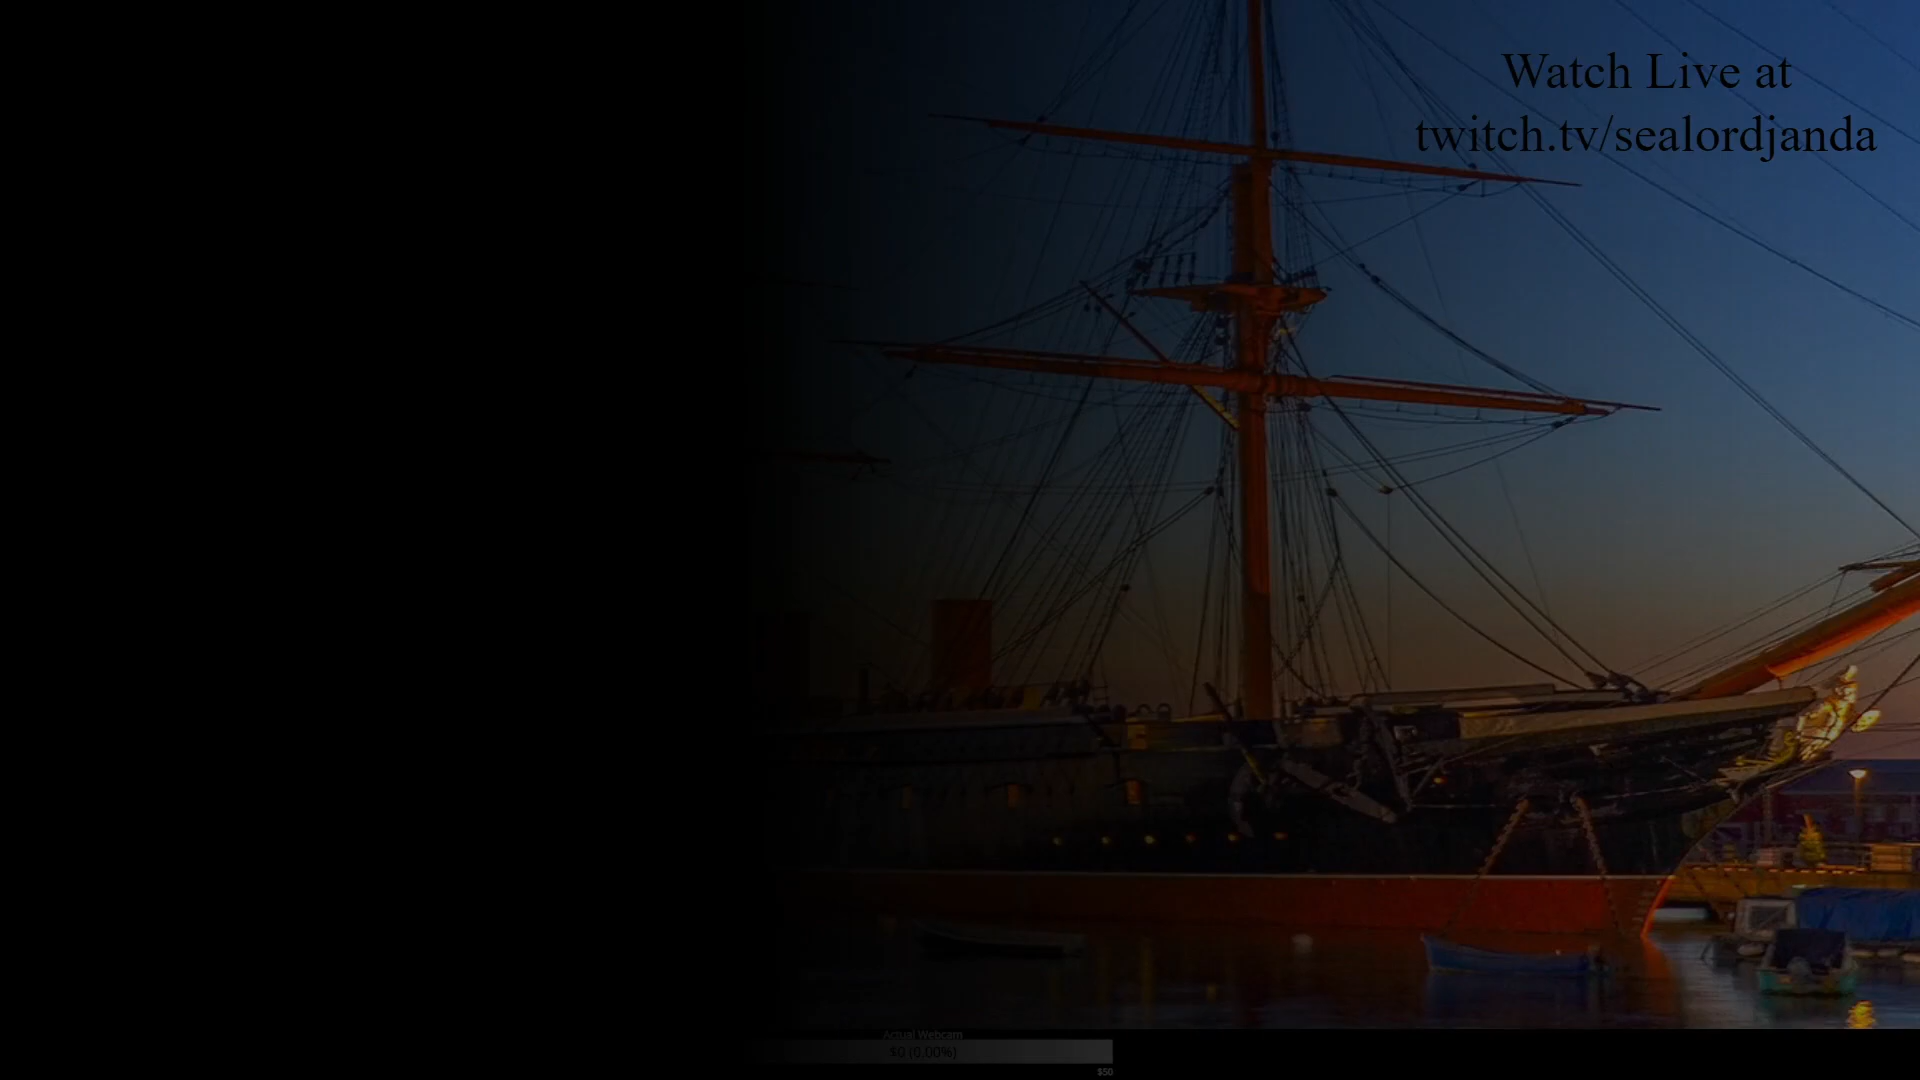 Watch Live at
twitch.tv/sealordjanda
Actual Webcam
$0 (0.00%)
$50